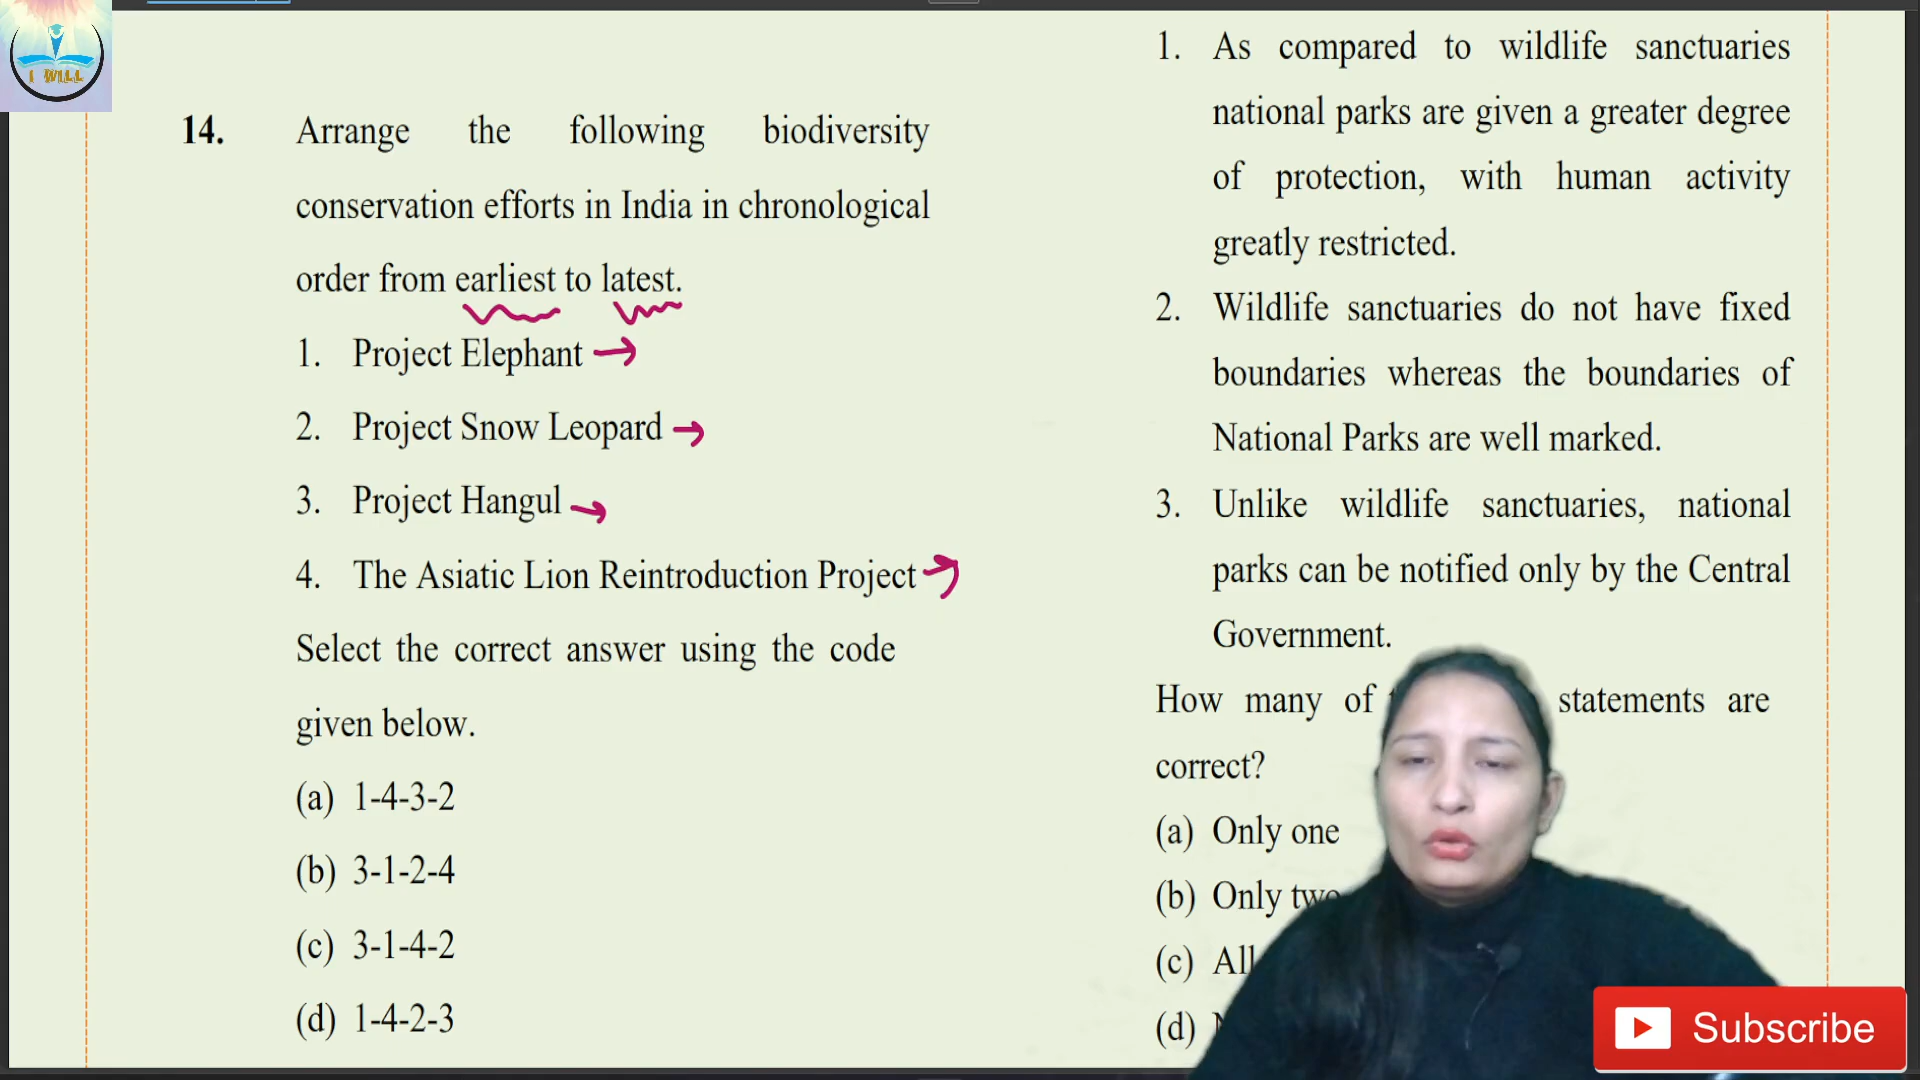 I WILL
14. Arrange the following biodiversity
conservation efforts in India in chronological
order from earliest to latest.
1. Project Elephant
2. Project Snow Leopard
3. Project Hangul
4. The Asiatic Lion Reintroduction Project
Select the correct answer using the code
given below.
(a) 1-4-3-2
(b) 3-1-2-4
(c) 3-1-4-2
(d) 1-4-2-3
1. As compared to wildlife sanctuaries
national parks are given a greater degree
of protection, with human activity
greatly restricted.
2. Wildlife sanctuaries do not have fixed
boundaries whereas the boundaries of
National Parks are well marked.
3. Unlike wildlife sanctuaries, national
parks can be notified only by the Central
Government.
How many of statements are
correct?
(a) Only one
(b) Only two
(c) All
(d)
Subscribe